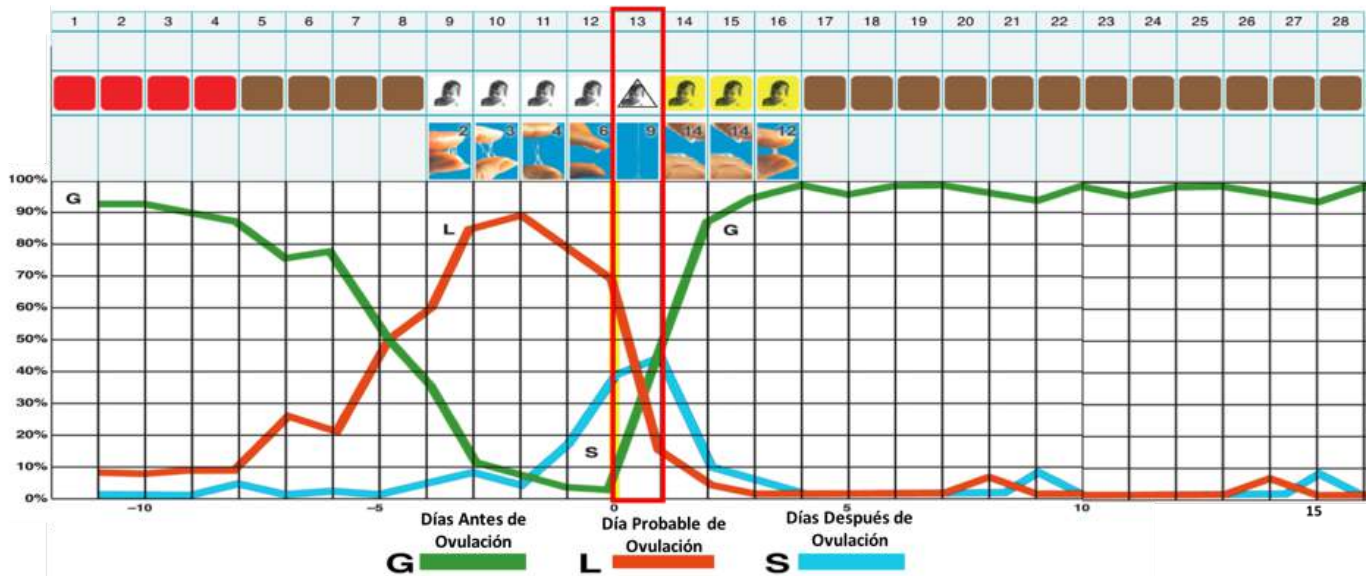 1 2 3 4 5 6 7 8 9 10 11 12 13 14 15 16 17 18 19 20 21 22 23 24 25 26 27 28
2 3 4 6 9 14 14 12
100%
G
90%
L G
80%
70%
60%
50%
40%
30%
20%
S
10%
0%
–10 –5 0 5 10 15
Días Antes de Ovulación
Día Probable de Ovulación
Días Después de Ovulación
G L S